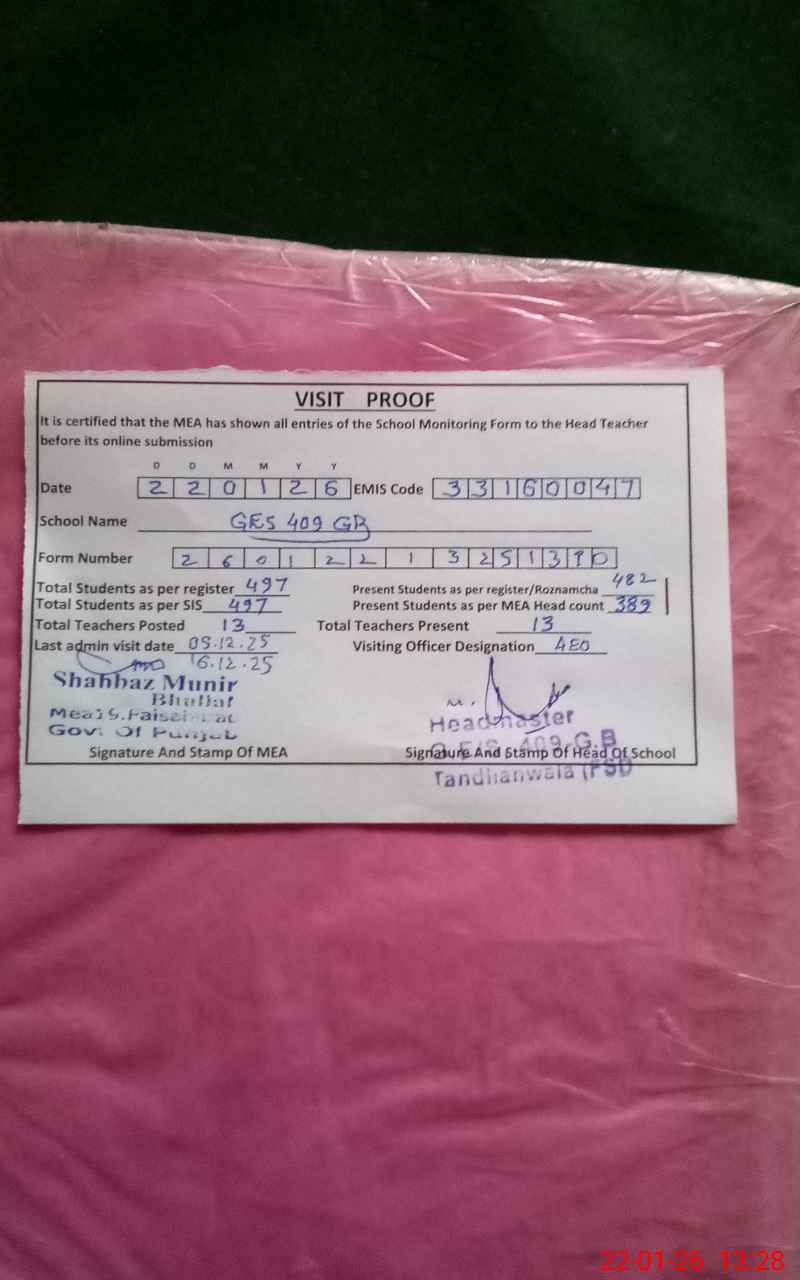 VISIT PROOF
It is certified that the MEA has shown all entries of the School Monitoring Form to the Head Teacher
before its online submission
D D M M Y Y
Date 2 2 0 1 2 6 EMIS Code 3 3 1 6 0 0 4 7
School Name GES 409 GB
Form Number 2 6 0 1 2 2 1 3 2 5 1 3 9 0
Total Students as per register 497 Present Students as per register/Roznamcha 482
Total Students as per SIS 497 Present Students as per MEA Head count 389
Total Teachers Posted 13 Total Teachers Present 13
Last admin visit date 05.12.25 Visiting Officer Designation AEO
16.12.25
Shahbaz Munir
Bhullar
Headmaster
Gov: Of Punjab
409 G.B
Signature And Stamp Of MEA Signature And Stamp Of Head Of School
Tandlianwala (FSD
22-01-26 13:28